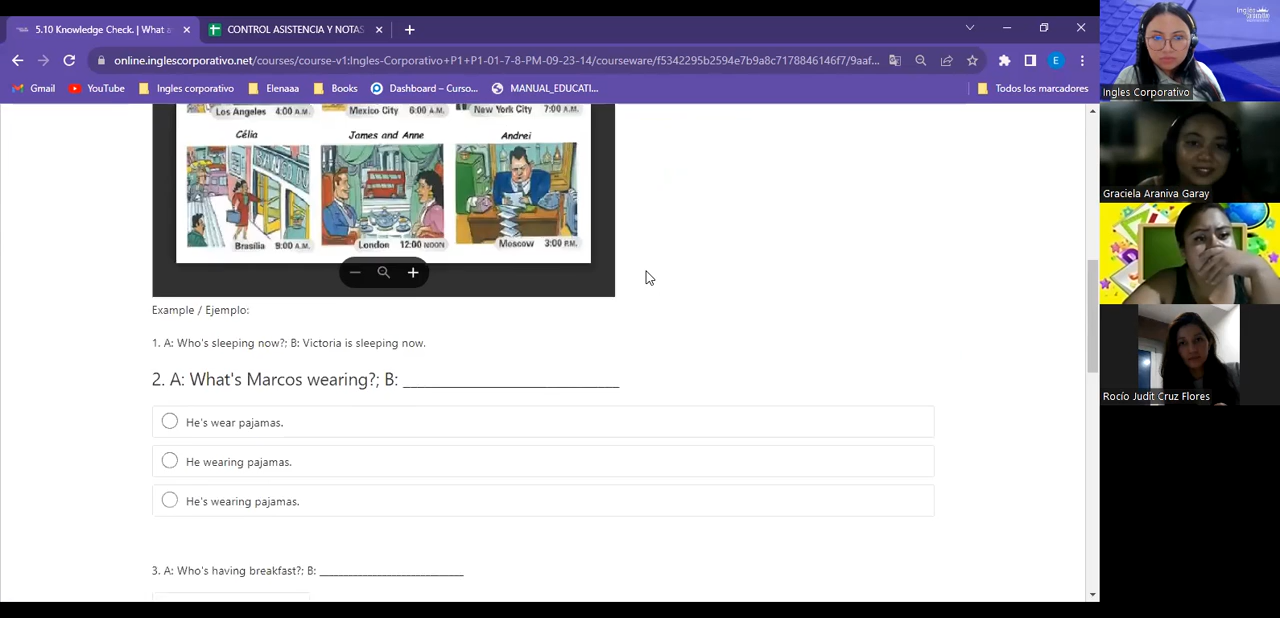 5.10 Knowledge Check. | What a
CONTROL ASISTENCIA Y NOTAS
online.inglescorporativo.net/courses/course-v1:Ingles-Corporativo+P1+P1-01-7-8-PM-09-23-14/courseware/f5342295b2594e7b9a8c7178846146f7/9aaf...
E
Gmail
YouTube
Ingles corporativo
Elenaaa
Books
Dashboard – Curso...
MANUAL_EDUCATI...
Todos los marcadores
Los Angeles 4:00 A.M.
Mexico City 6:00 A.M.
New York City 7:00 A.M.
Célia
James and Anne
Andrei
Brasília 9:00 A.M.
London 12:00 NOON
Moscow 3:00 P.M.
Example / Ejemplo:
1. A: Who's sleeping now?; B: Victoria is sleeping now.
2. A: What's Marcos wearing?; B: ______________________________
He's wear pajamas.
He wearing pajamas.
He's wearing pajamas.
3. A: Who's having breakfast?; B: __________________________
Ingles Corporativo
Graciela Araniva Garay
Rocío Judit Cruz Flores